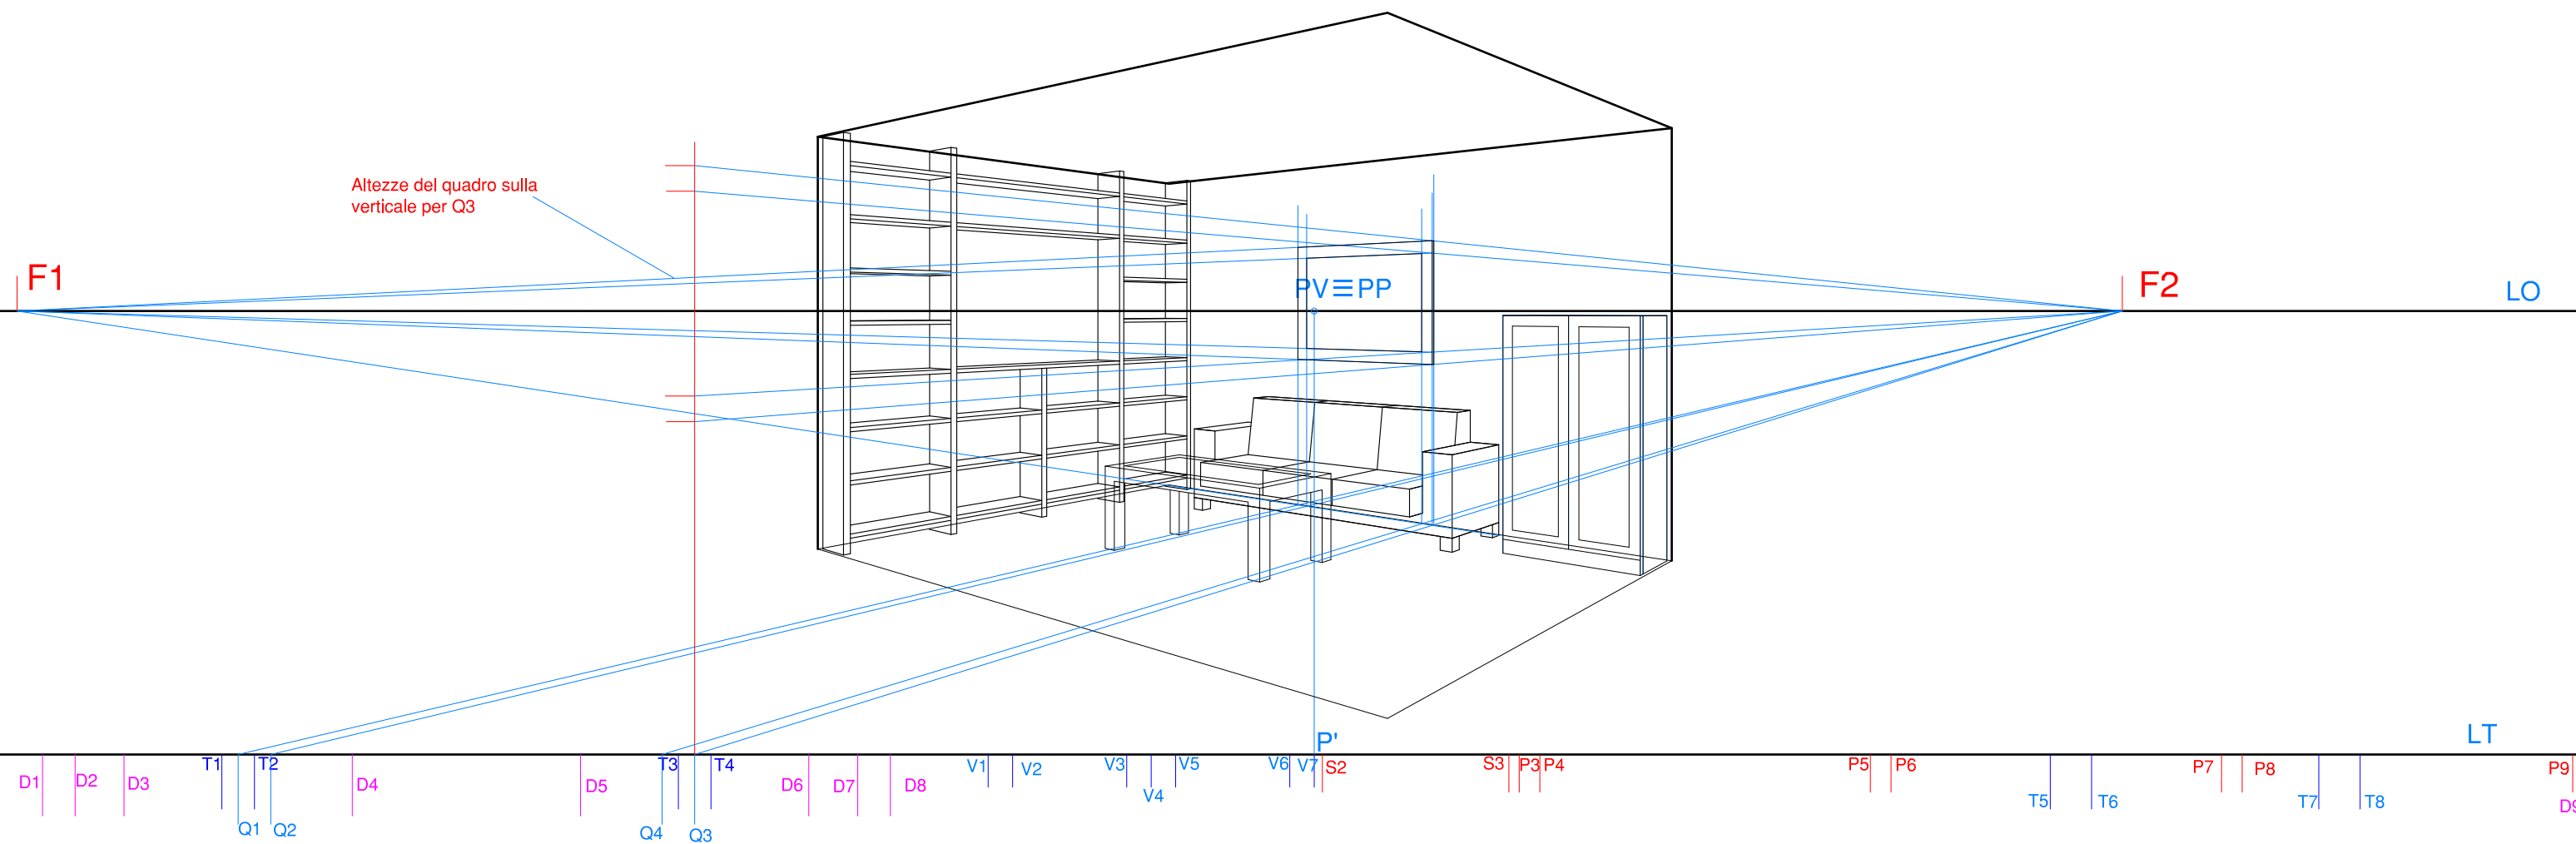 Altezze del quadro sulla
verticale per Q3
F1
PV≡PP
F2
LO
P'
LT
D1
D2
D3
T1
T2
Q1
Q2
D4
D5
T3
T4
Q4
Q3
D6
D7
D8
V1
V2
V3
V4
V5
V6
V7
S2
S3
P3
P4
P5
P6
T5
T6
P7
P8
T7
T8
P9
D9